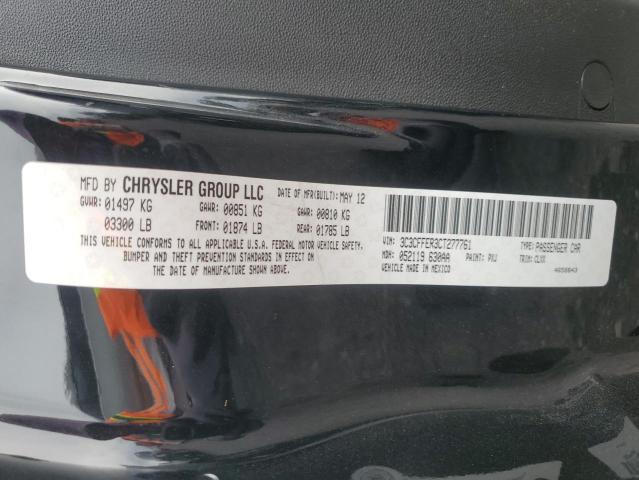 MFD BY CHRYSLER GROUP LLC DATE OF MFR(BUILT): MAY 12
GVWR: 01497 KG GAWR: 00851 KG GAWR: 00810 KG
03300 LB FRONT: 01874 LB REAR: 01785 LB
THIS VEHICLE CONFORMS TO ALL APPLICABLE U.S.A. FEDERAL MOTOR VEHICLE SAFETY,
BUMPER AND THEFT PREVENTION STANDARDS IN EFFECT ON
THE DATE OF MANUFACTURE SHOWN ABOVE.
VIN: 3C3CFFER3CT277761 TYPE: PASSENGER CAR
MDH: 052119 630AA PAINT: PXJ TRIM: CLXX
VEHICLE MADE IN MEXICO